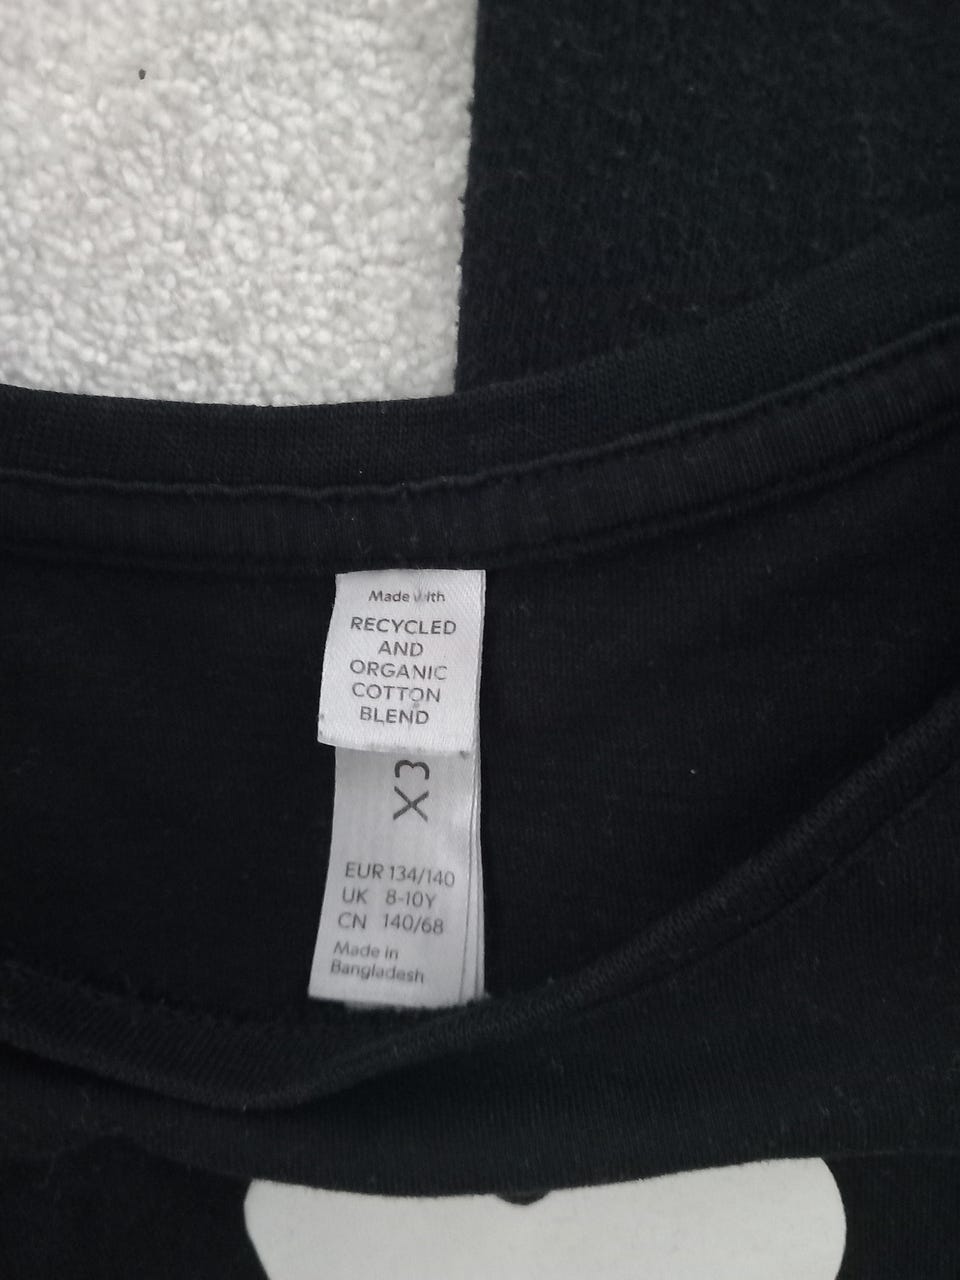 Made with
RECYCLED
AND
ORGANIC
COTTON
BLEND
EUR 134/140
UK 8-10Y
CN 140/68
Made in
Bangladesh